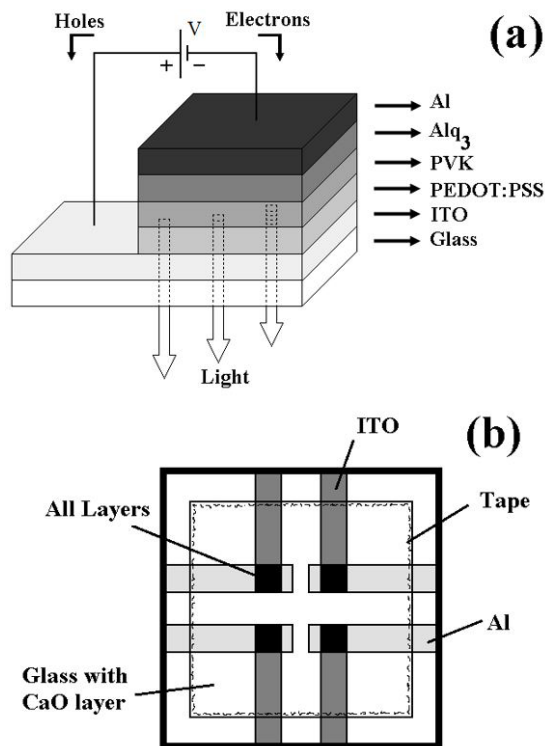 Holes
V
Electrons
+ −
(a)
Al
Alq3
PVK
PEDOT:PSS
ITO
Glass
Light
(b)
ITO
All Layers
Tape
Al
Glass with
CaO layer